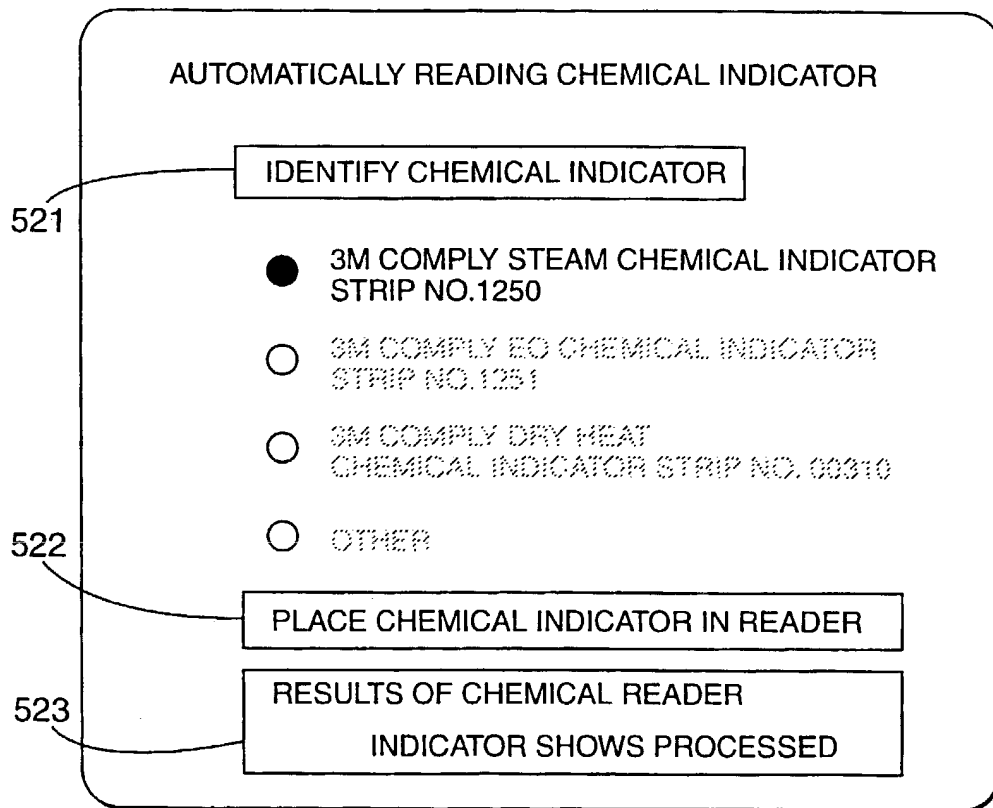 AUTOMATICALLY READING CHEMICAL INDICATOR
IDENTIFY CHEMICAL INDICATOR
521
3M COMPLY STEAM CHEMICAL INDICATOR
STRIP NO.1250
3M COMPLY EO CHEMICAL INDICATOR
STRIP NO.1251
3M COMPLY DRY HEAT
CHEMICAL INDICATOR STRIP NO. 00310
OTHER
522
PLACE CHEMICAL INDICATOR IN READER
RESULTS OF CHEMICAL READER
523
INDICATOR SHOWS PROCESSED